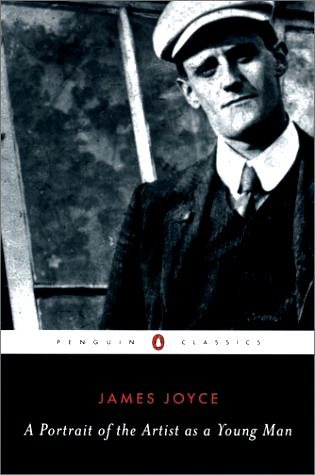 PENGUIN CLASSICS
JAMES JOYCE
A Portrait of the Artist as a Young Man